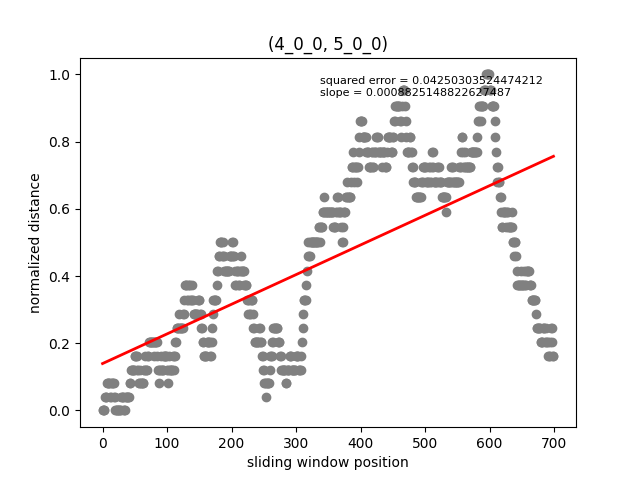 (4_0_0, 5_0_0)
squared error = 0.04250303524474212
slope = 0.0008825148822627487
normalized distance
1.0
0.8
0.6
0.4
0.2
0.0
0 100 200 300 400 500 600 700
sliding window position